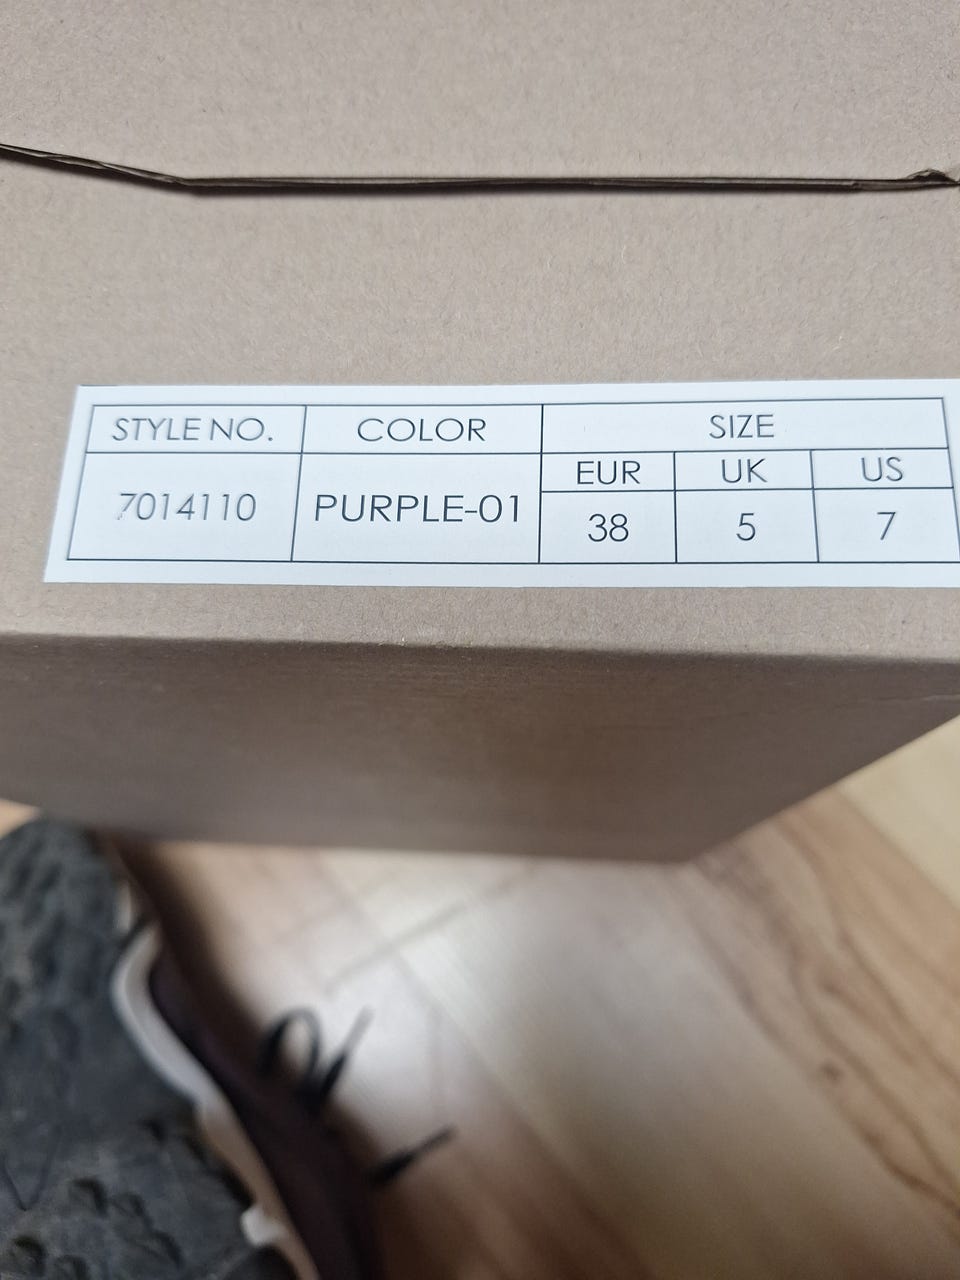 STYLE NO. COLOR SIZE
EUR UK US
7014110 PURPLE-01 38 5 7